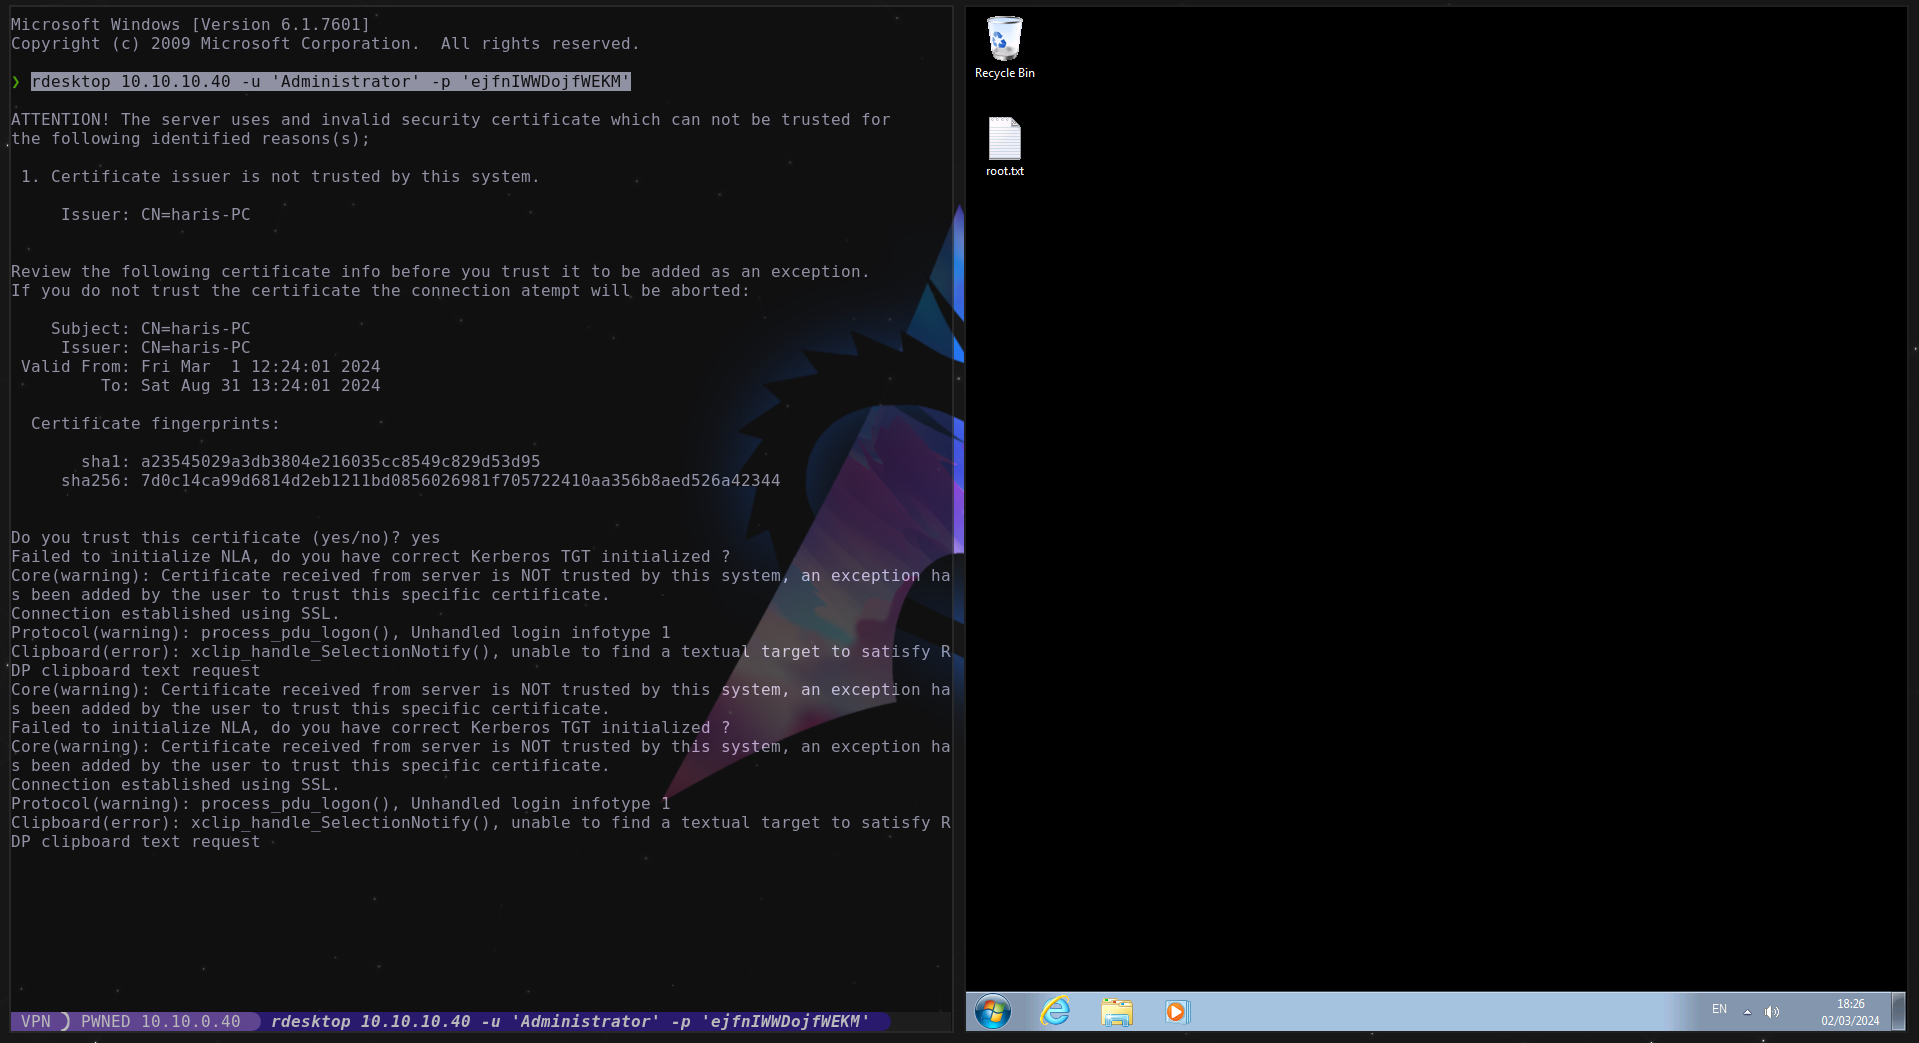 Microsoft Windows [Version 6.1.7601]
Copyright (c) 2009 Microsoft Corporation.  All rights reserved.
❯ rdesktop 10.10.10.40 -u 'Administrator' -p 'ejfnIWWDojfWEKM'
ATTENTION! The server uses and invalid security certificate which can not be trusted for
the following identified reasons(s);
1. Certificate issuer is not trusted by this system.
Issuer: CN=haris-PC
Review the following certificate info before you trust it to be added as an exception.
If you do not trust the certificate the connection atempt will be aborted:
Subject: CN=haris-PC
Issuer: CN=haris-PC
Valid From: Fri Mar  1 12:24:01 2024
To: Sat Aug 31 13:24:01 2024
Certificate fingerprints:
sha1: a23545029a3db3804e216035cc8549c829d53d95
sha256: 7d0c14ca99d6814d2eb1211bd0856026981f705722410aa356b8aed526a42344
Do you trust this certificate (yes/no)? yes
Failed to initialize NLA, do you have correct Kerberos TGT initialized ?
Core(warning): Certificate received from server is NOT trusted by this system, an exception ha
s been added by the user to trust this specific certificate.
Connection established using SSL.
Protocol(warning): process_pdu_logon(), Unhandled login infotype 1
Clipboard(error): xclip_handle_SelectionNotify(), unable to find a textual target to satisfy R
DP clipboard text request
Core(warning): Certificate received from server is NOT trusted by this system, an exception ha
s been added by the user to trust this specific certificate.
Failed to initialize NLA, do you have correct Kerberos TGT initialized ?
Core(warning): Certificate received from server is NOT trusted by this system, an exception ha
s been added by the user to trust this specific certificate.
Connection established using SSL.
Protocol(warning): process_pdu_logon(), Unhandled login infotype 1
Clipboard(error): xclip_handle_SelectionNotify(), unable to find a textual target to satisfy R
DP clipboard text request
VPN PWNED 10.10.0.40 rdesktop 10.10.10.40 -u 'Administrator' -p 'ejfnIWWDojfWEKM'
Recycle Bin
root.txt
EN
18:26
02/03/2024